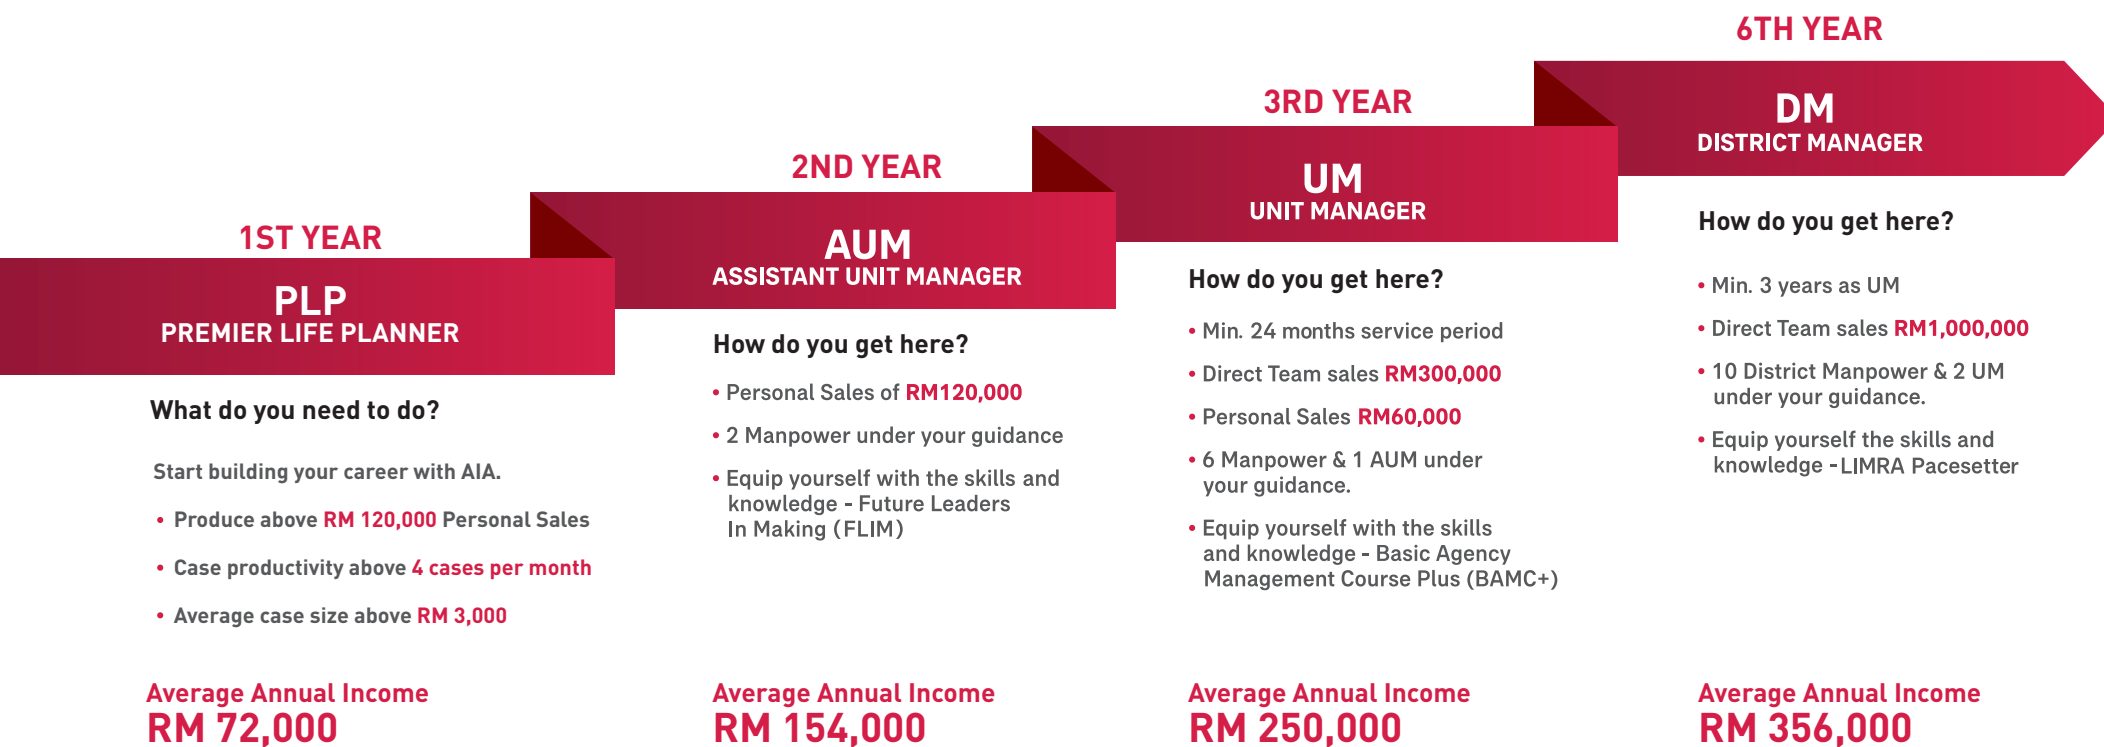 1ST YEAR
PLP
PREMIER LIFE PLANNER
What do you need to do?
Start building your career with AIA.
• Produce above RM 120,000 Personal Sales
• Case productivity above 4 cases per month
• Average case size above RM 3,000
Average Annual Income
RM 72,000
2ND YEAR
AUM
ASSISTANT UNIT MANAGER
How do you get here?
• Personal Sales of RM120,000
• 2 Manpower under your guidance
• Equip yourself with the skills and
knowledge - Future Leaders
In Making (FLIM)
Average Annual Income
RM 154,000
3RD YEAR
UM
UNIT MANAGER
How do you get here?
• Min. 24 months service period
• Direct Team sales RM300,000
• Personal Sales RM60,000
• 6 Manpower & 1 AUM under
your guidance.
• Equip yourself with the skills
and knowledge - Basic Agency
Management Course Plus (BAMC+)
Average Annual Income
RM 250,000
6TH YEAR
DM
DISTRICT MANAGER
How do you get here?
• Min. 3 years as UM
• Direct Team sales RM1,000,000
• 10 District Manpower & 2 UM
under your guidance.
• Equip yourself the skills and
knowledge -LIMRA Pacesetter
Average Annual Income
RM 356,000